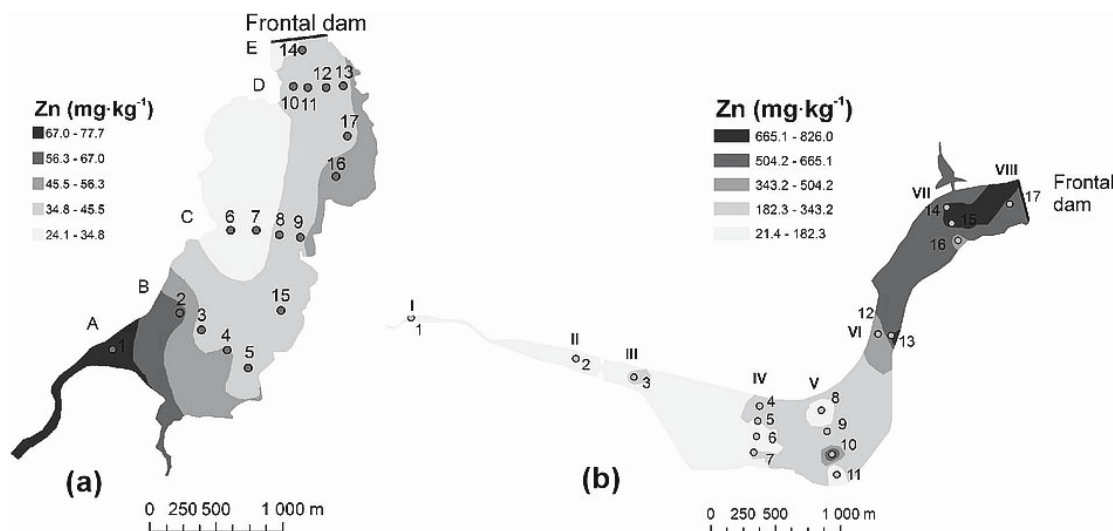 Frontal dam
E
14
D
12 13
10 11
Zn (mg·kg⁻¹)
67.0 - 77.7
56.3 - 67.0
45.5 - 56.3
34.8 - 45.5
24.1 - 34.8
17
16
C
6 7 8 9
B
2
3
15
A
1
4
5
(a)
0 250 500 1 000 m
Zn (mg·kg⁻¹)
665.1 - 826.0
504.2 - 665.1
343.2 - 504.2
182.3 - 343.2
21.4 - 182.3
VIII
VII
Frontal
dam
14
17
15
16
I
1
12
VI
13
II
2
III
3
IV
V
4
8
5
9
6
10
7
11
(b)
0 250 500 1 000 m